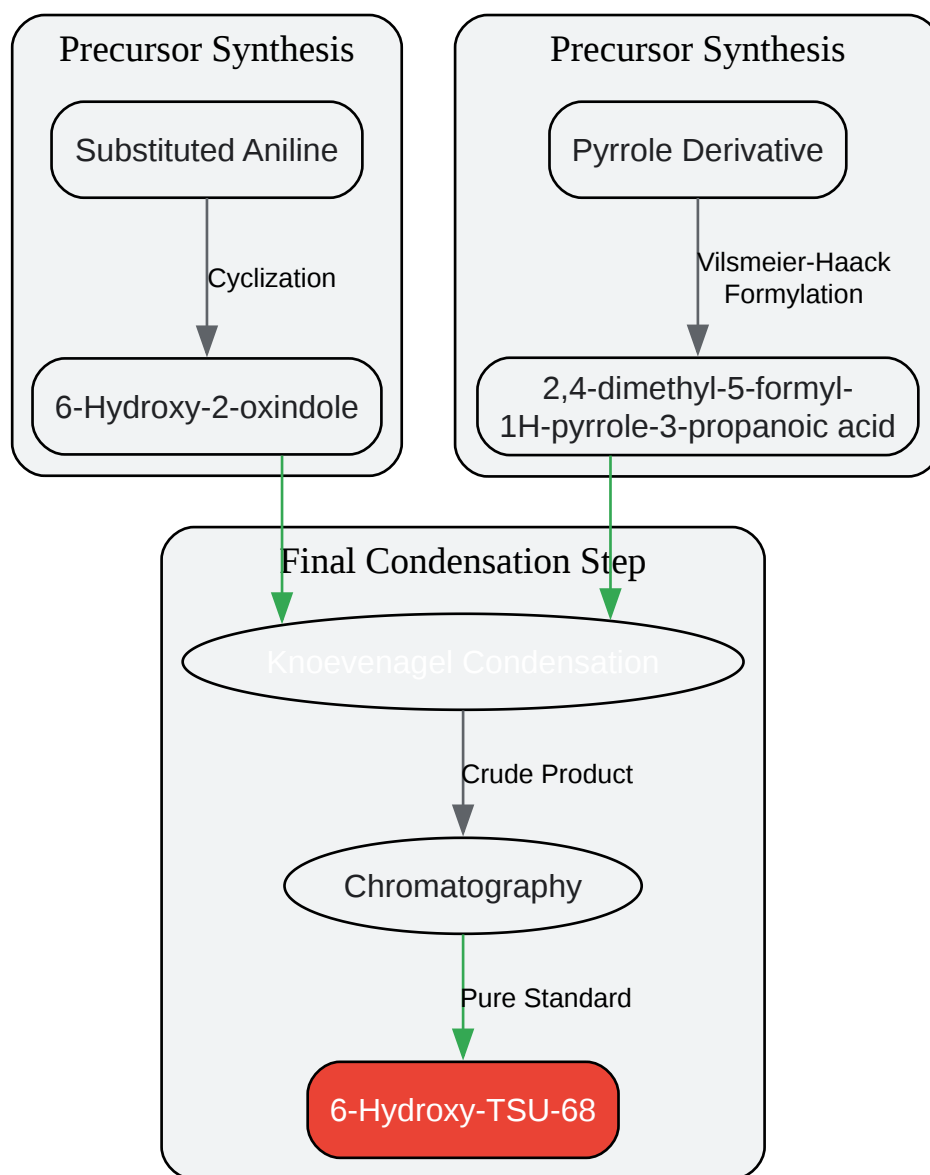 Precursor Synthesis
Substituted Aniline
Cyclization
6-Hydroxy-2-oxindole
Precursor Synthesis
Pyrrole Derivative
Vilsmeier-Haack
Formylation
2,4-dimethyl-5-formyl-
1H-pyrrole-3-propanoic acid
Final Condensation Step
Knoevenagel Condensation
Crude Product
Chromatography
Pure Standard
6-Hydroxy-TSU-68